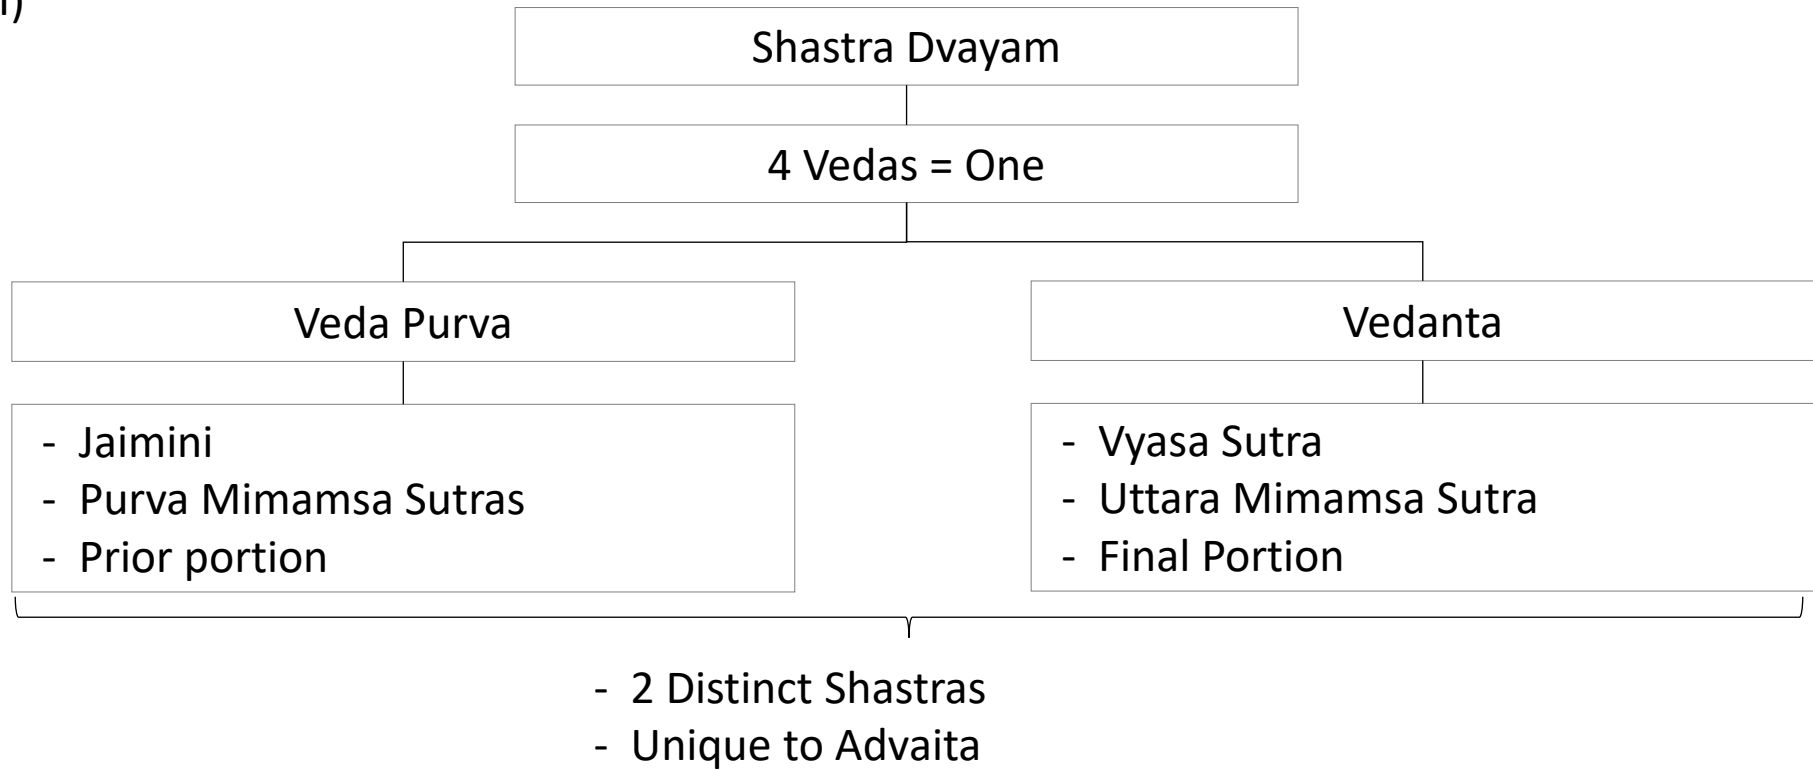 Shastra Dvayam
4 Vedas = One
Veda Purva
Vedanta
- Jaimini
- Purva Mimamsa Sutras
- Prior portion
- Vyasa Sutra
- Uttara Mimamsa Sutra
- Final Portion
- 2 Distinct Shastras
- Unique to Advaita